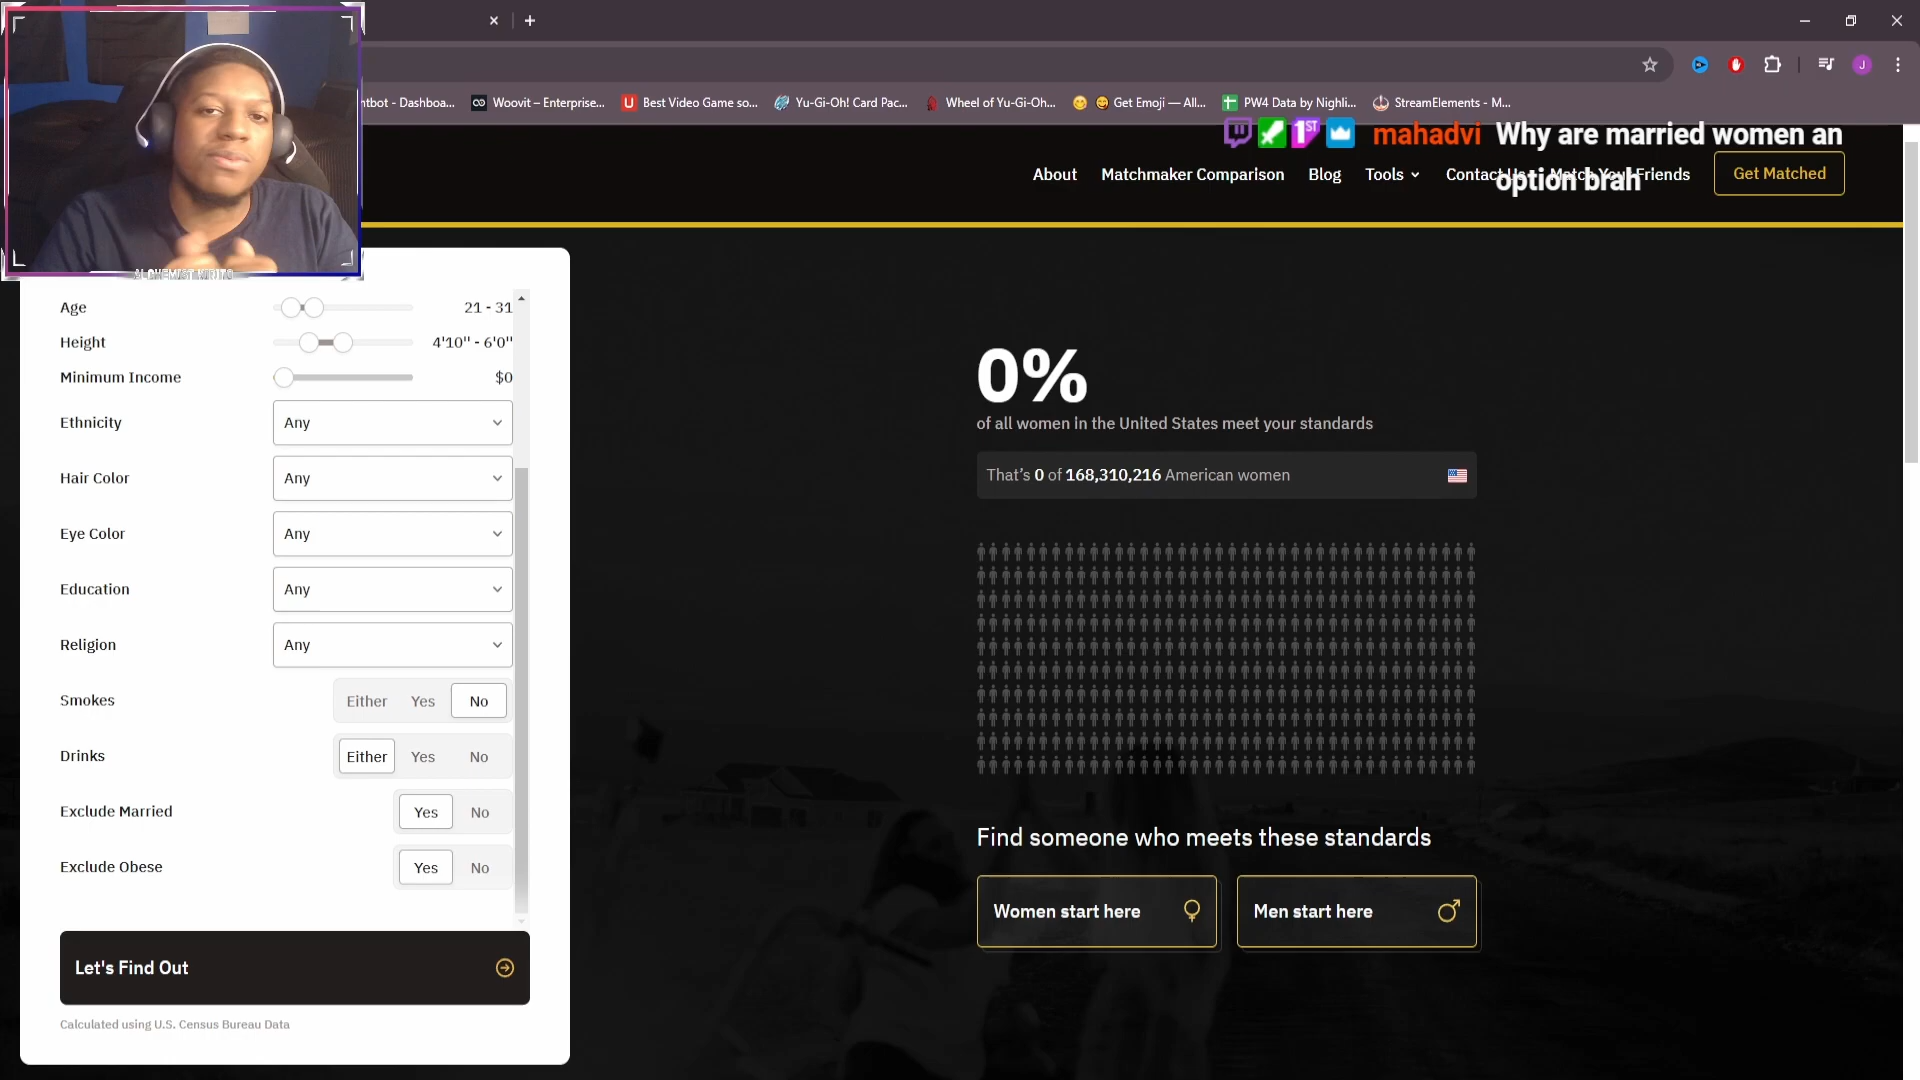 ntbot - Dashboa...
Woovit – Enterprise...
Best Video Game so...
Yu-Gi-Oh! Card Pac...
Wheel of Yu-Gi-Oh...
Get Emoji — All...
PW4 Data by Nighli...
StreamElements - M...
J
1ST
mahadvi Why are married women an
option brah
About
Matchmaker Comparison
Blog
Tools
Contact Us
Match Your Friends
Get Matched
Age
21 - 31
Height
4'10" - 6'0"
Minimum Income
$0
Ethnicity
Any
Hair Color
Any
Eye Color
Any
Education
Any
Religion
Any
Smokes
Either Yes No
Drinks
Either Yes No
Exclude Married
Yes No
Exclude Obese
Yes No
Let's Find Out
Calculated using U.S. Census Bureau Data
0%
of all women in the United States meet your standards
That's 0 of 168,310,216 American women
Find someone who meets these standards
Women start here
Men start here